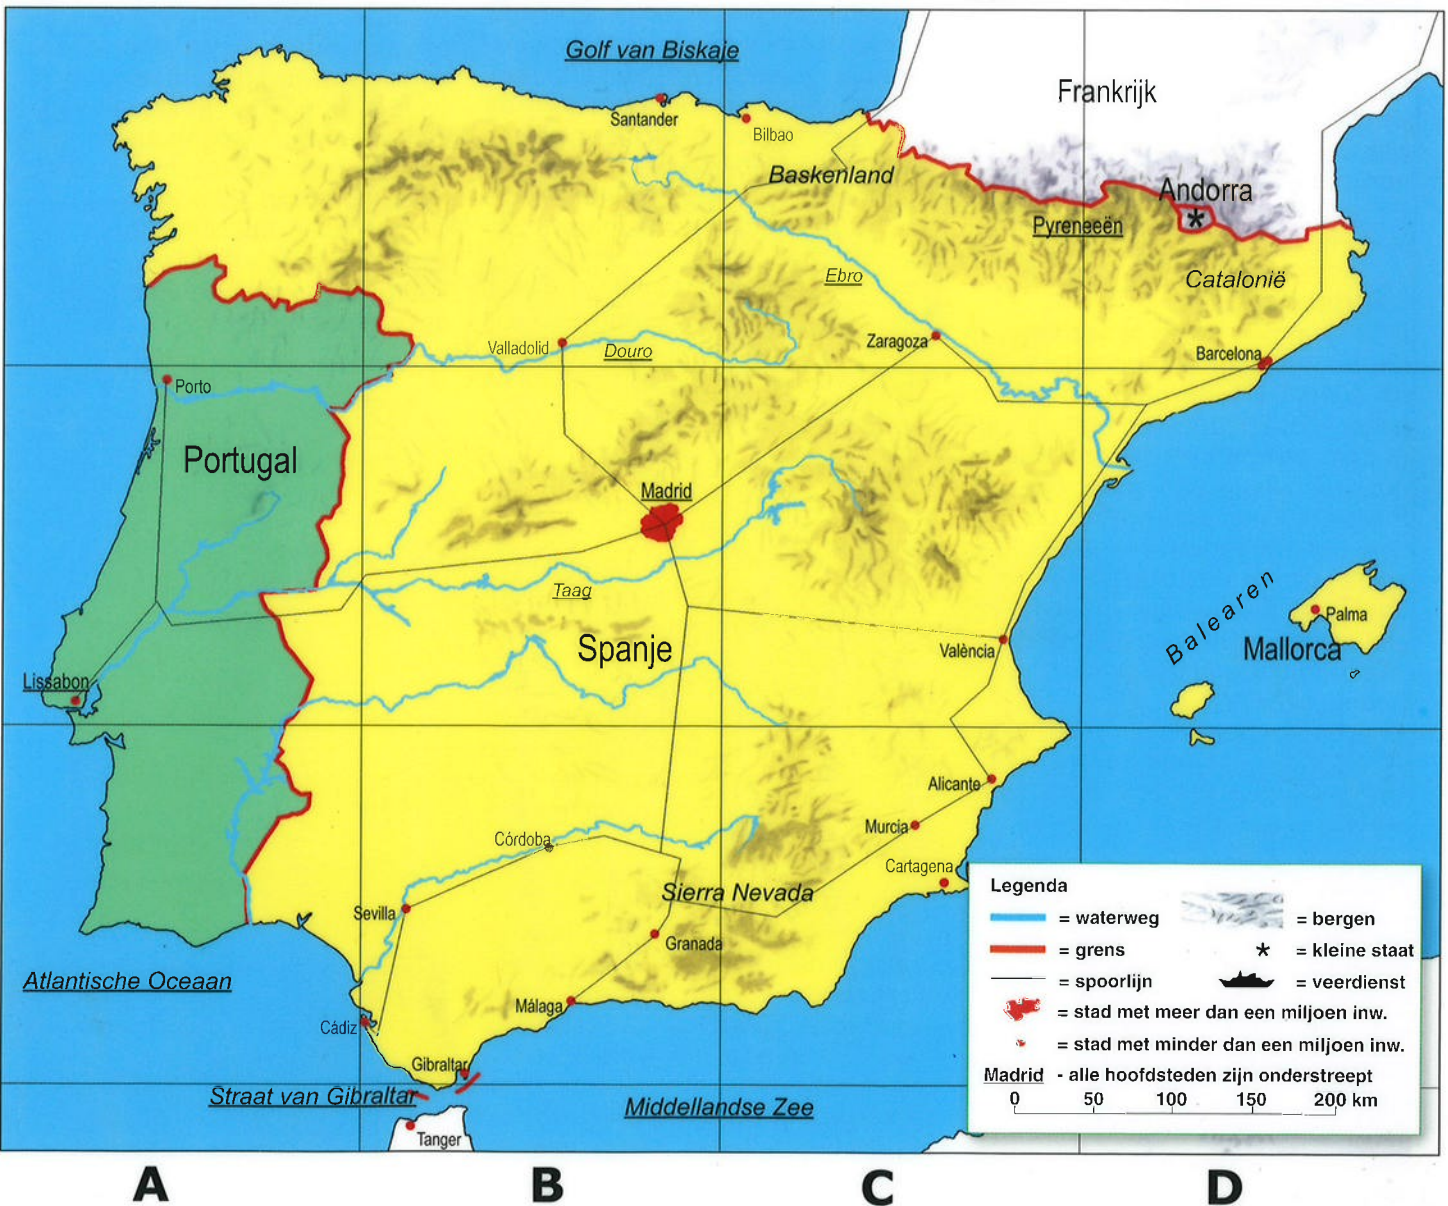 Golf van Biskaje
Frankrijk
Santander
Bilbao
Baskenland
Andorra
*
Pyreneeën
Catalonië
Ebro
Zaragoza
Valladolid
Douro
Barcelona
Porto
Portugal
Madrid
Taag
Balearen
Palma
Mallorca
Spanje
València
Lissabon
Alicante
Murcia
Córdoba
Cartagena
Sierra Nevada
Sevilla
Granada
Atlantische Oceaan
Málaga
Cádiz
Gibraltar
Straat van Gibraltar
Middellandse Zee
Tanger
Legenda
= waterweg
= bergen
= grens
* = kleine staat
= spoorlijn
= veerdienst
= stad met meer dan een miljoen inw.
= stad met minder dan een miljoen inw.
Madrid - alle hoofdsteden zijn onderstreept
0 50 100 150 200 km
A B C D